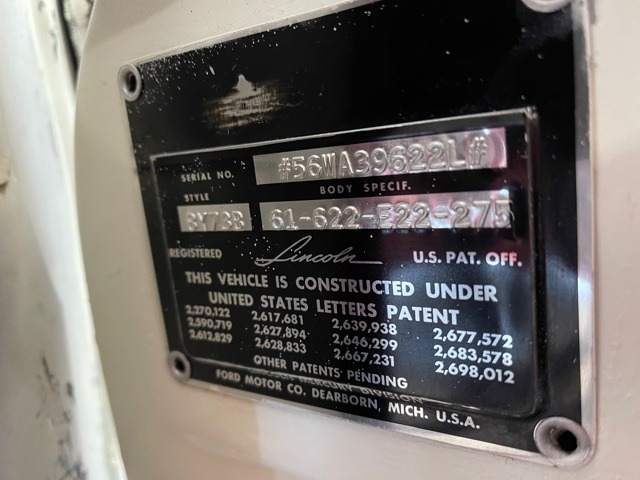 SERIAL NO. #56WA39622L#
STYLE BODY SPECIF.
61-622-E22-275
REGISTERED Lincoln U.S. PAT. OFF.
THIS VEHICLE IS CONSTRUCTED UNDER
UNITED STATES LETTERS PATENT
2,270,122 2,617,681 2,639,938 2,677,572
2,590,719 2,627,894 2,646,299 2,683,578
2,612,829 2,628,833 2,667,231 2,698,012
OTHER PATENTS PENDING
FORD MOTOR CO. DEARBORN, MICH. U.S.A.